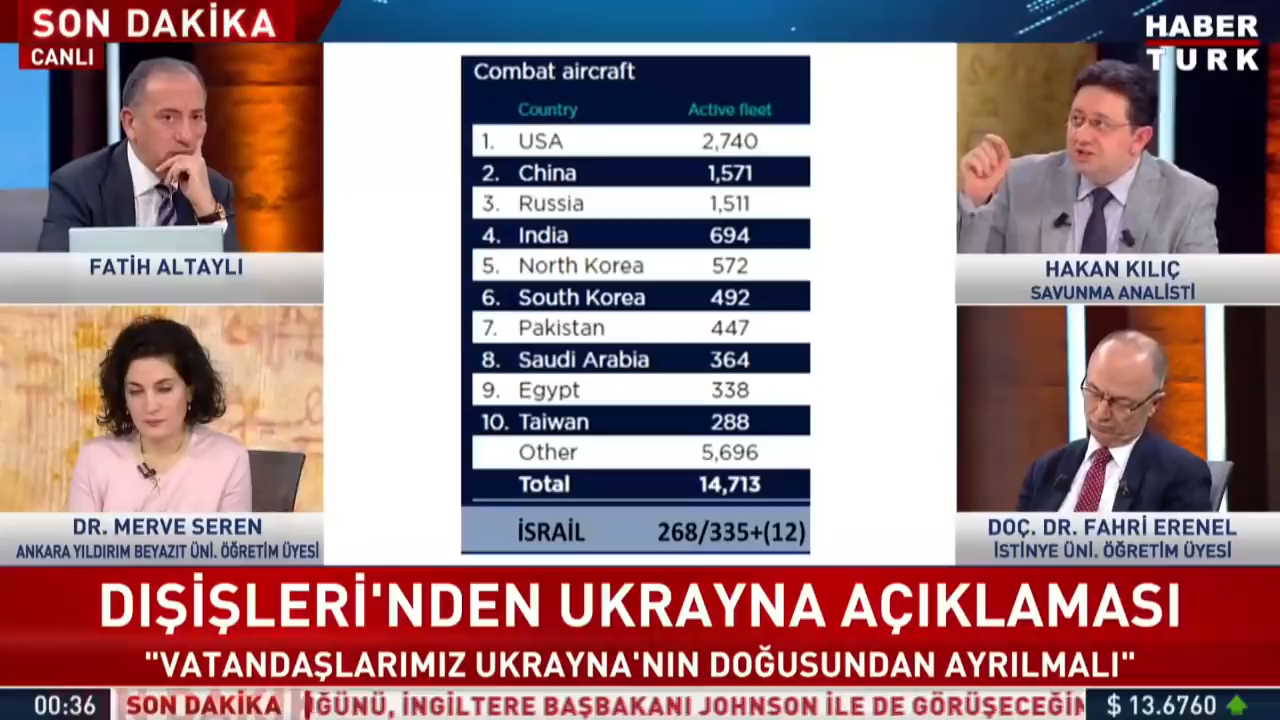 SON DAKİKA
CANLI
HABER
TURK
FATİH ALTAYLI
DR. MERVE SEREN
ANKARA YILDIRIM BEYAZIT ÜNİ. ÖĞRETİM ÜYESİ
Combat aircraft
Country Active fleet
1. USA 2,740
2. China 1,571
3. Russia 1,511
4. India 694
5. North Korea 572
6. South Korea 492
7. Pakistan 447
8. Saudi Arabia 364
9. Egypt 338
10. Taiwan 288
Other 5,696
Total 14,713
İSRAİL 268/335+(12)
HAKAN KILIÇ
SAVUNMA ANALİSTİ
DOÇ. DR. FAHRİ ERENEL
İSTİNYE ÜNİ. ÖĞRETİM ÜYESİ
DIŞİŞLERİ'NDEN UKRAYNA AÇIKLAMASI
"VATANDAŞLARIMIZ UKRAYNA'NIN DOĞUSUNDAN AYRILMALI"
00:36 SON DAKİKA ĞÜNÜ, İNGİLTERE BAŞBAKANI JOHNSON İLE DE GÖRÜŞECEĞİN $ 13.6760